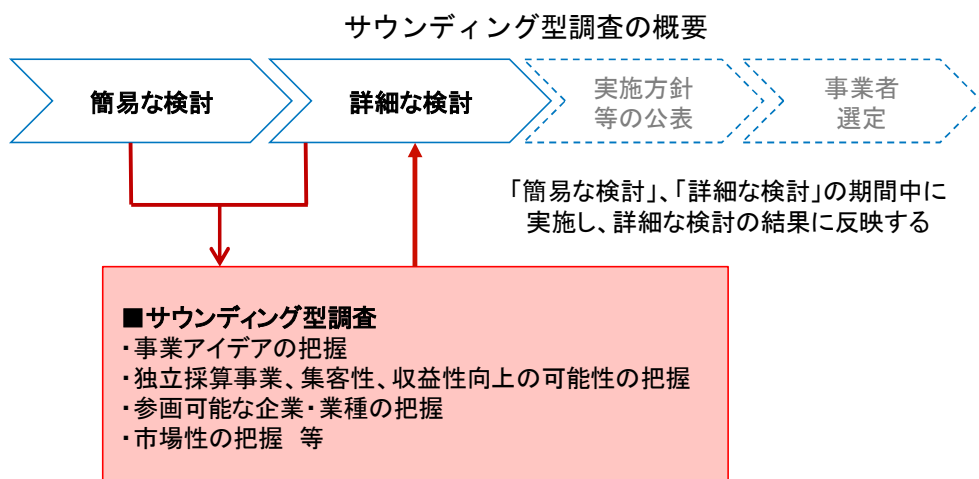 サウンディング型調査の概要
簡易な検討
詳細な検討
実施方針
等の公表
事業者
選定
「簡易な検討」、「詳細な検討」の期間中に
実施し、詳細な検討の結果に反映する
■サウンディング型調査
・事業アイデアの把握
・独立採算事業、集客性、収益性向上の可能性の把握
・参画可能な企業・業種の把握
・市場性の把握　等